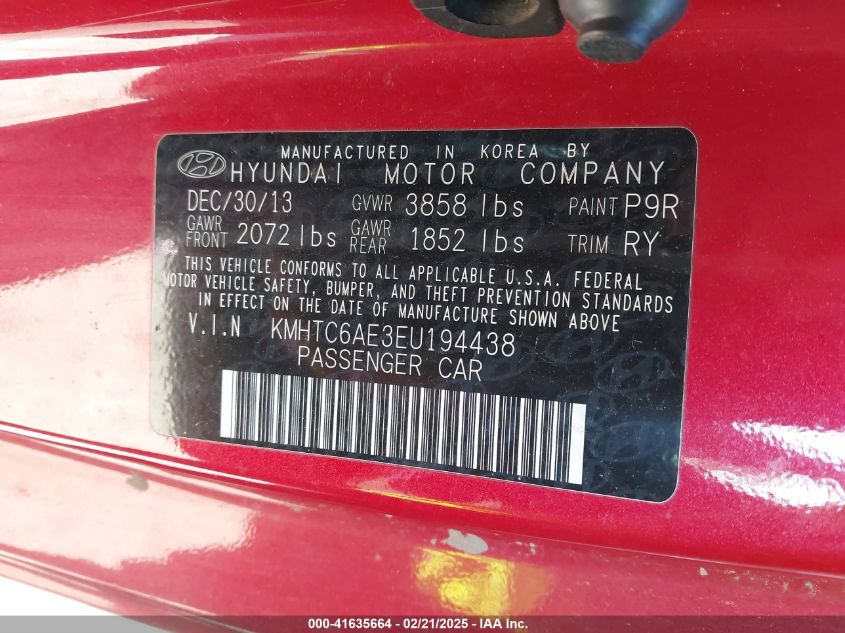 MANUFACTURED IN KOREA BY
HYUNDAI MOTOR COMPANY
DEC/30/13 GVWR 3858 lbs PAINT P9R
GAWR FRONT 2072 lbs GAWR REAR 1852 lbs TRIM RY
THIS VEHICLE CONFORMS TO ALL APPLICABLE U.S.A. FEDERAL
MOTOR VEHICLE SAFETY, BUMPER, AND THEFT PREVENTION STANDARDS
IN EFFECT ON THE DATE OF MANUFACTURE SHOWN ABOVE
V.I.N KMHTC6AE3EU194438
PASSENGER CAR
000-41635664 - 02/21/2025 - IAA Inc.